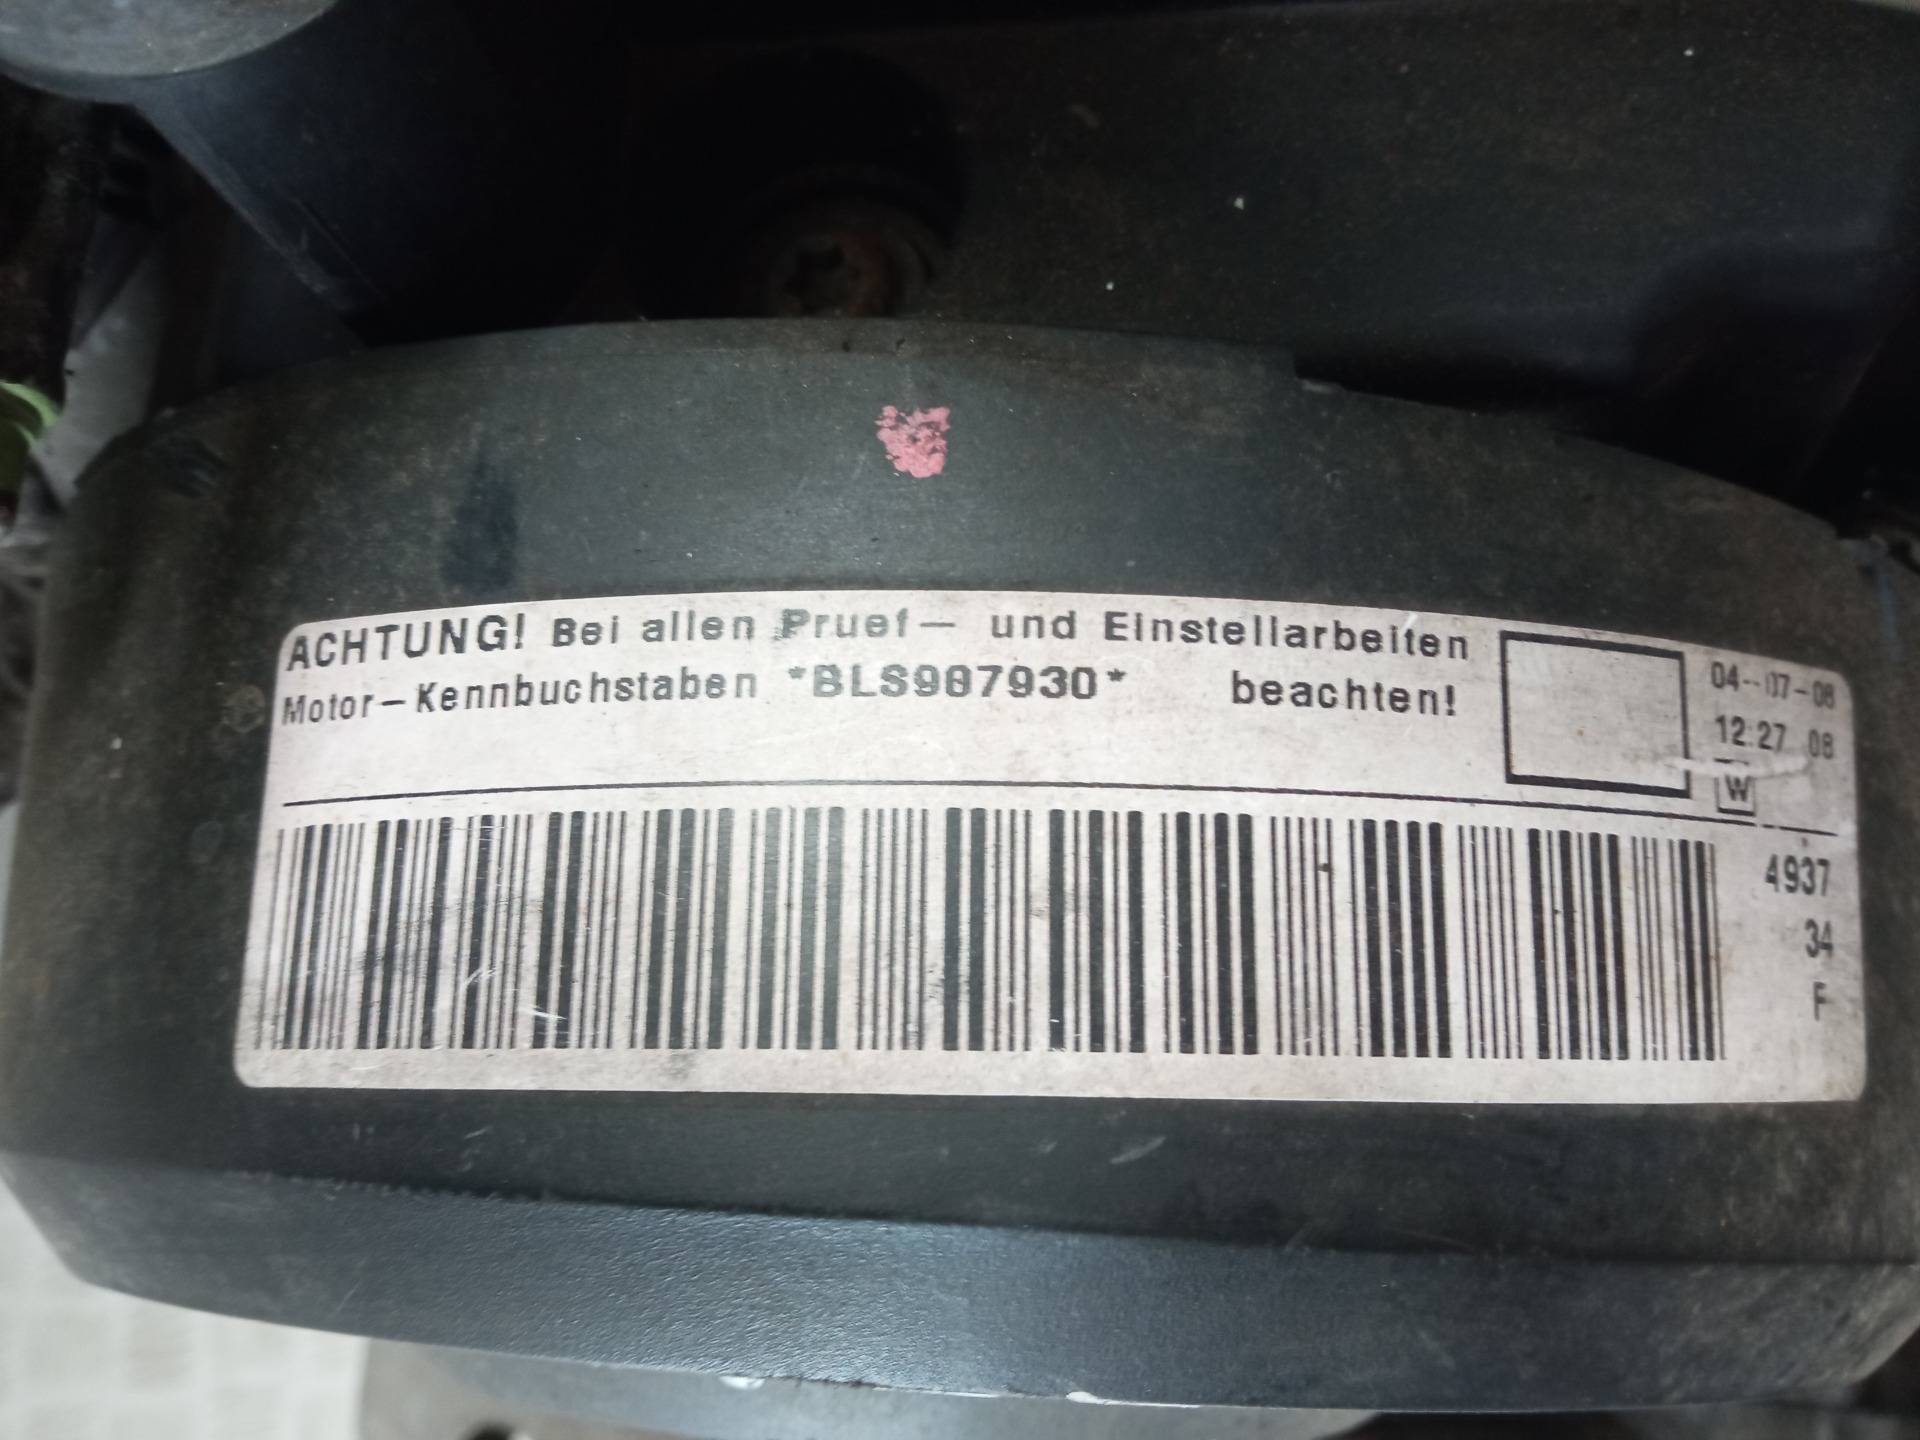 ACHTUNG! Bei allen Pruef- und Einstellarbeiten
Motor-Kennbuchstaben *BLS987930* beachten!
04-07-08
12:27 08
W
4937
34
F